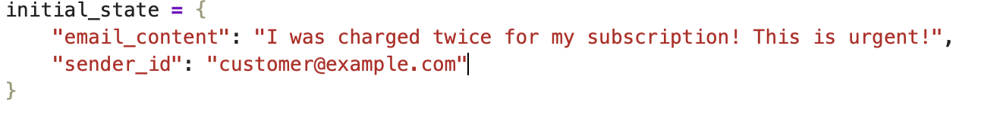 initial_state = {
    "email_content": "I was charged twice for my subscription! This is urgent!",
    "sender_id": "customer@example.com"
}